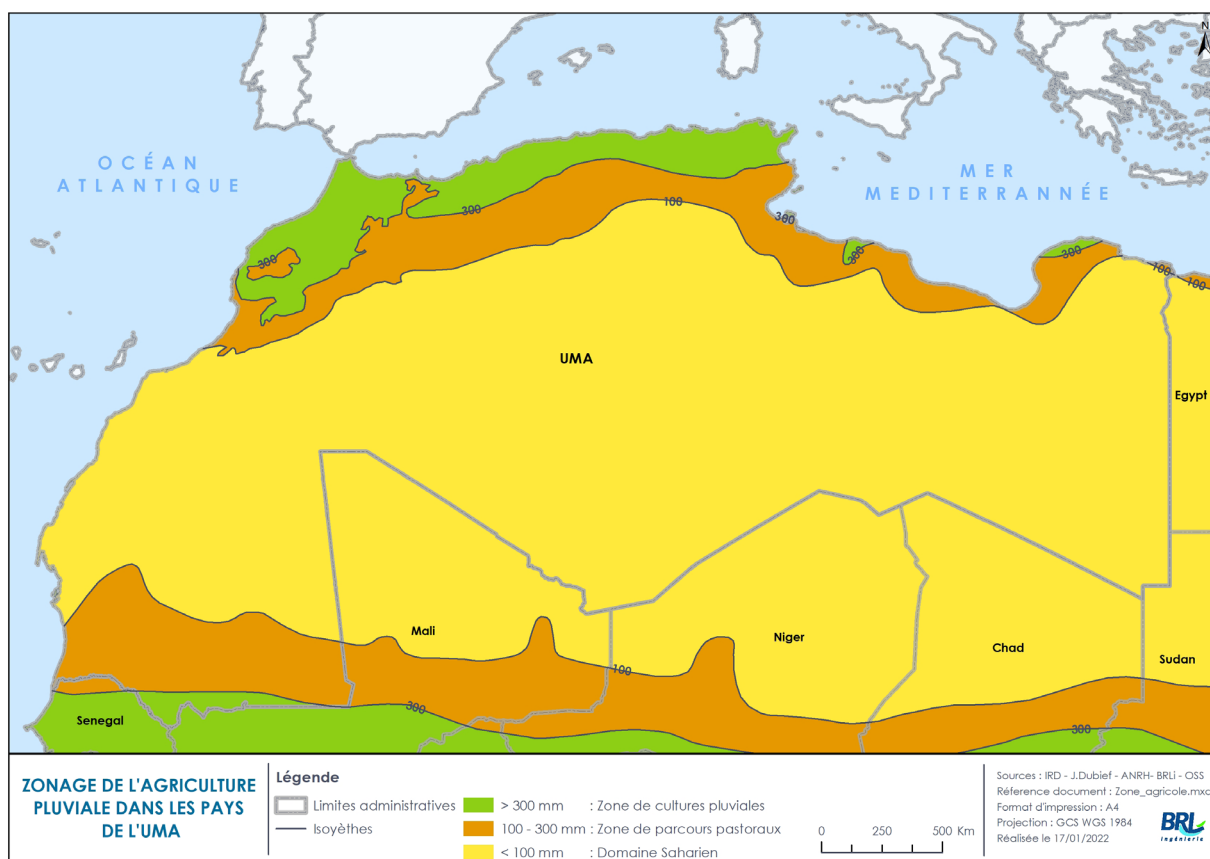 N
OCÉAN
ATLANTIQUE
MER
MEDITERRANNÉE
300
100
300
300
300
300
100
100
UMA
Egypt
Mali
Niger
Chad
Sudan
100
Senegal
300
300
ZONAGE DE L'AGRICULTURE
PLUVIALE DANS LES PAYS
DE L'UMA
Légende
Limites administratives
Isoyèthes
> 300 mm : Zone de cultures pluviales
100 - 300 mm : Zone de parcours pastoraux
< 100 mm : Domaine Saharien
0 250 500 Km
Sources : IRD - J.Dubief - ANRH- BRLi - OSS
Réference document : Zone_agricole.mxd
Format d'impression : A4
Projection : GCS WGS 1984
Réalisée le 17/01/2022
BRL
Ingénierie